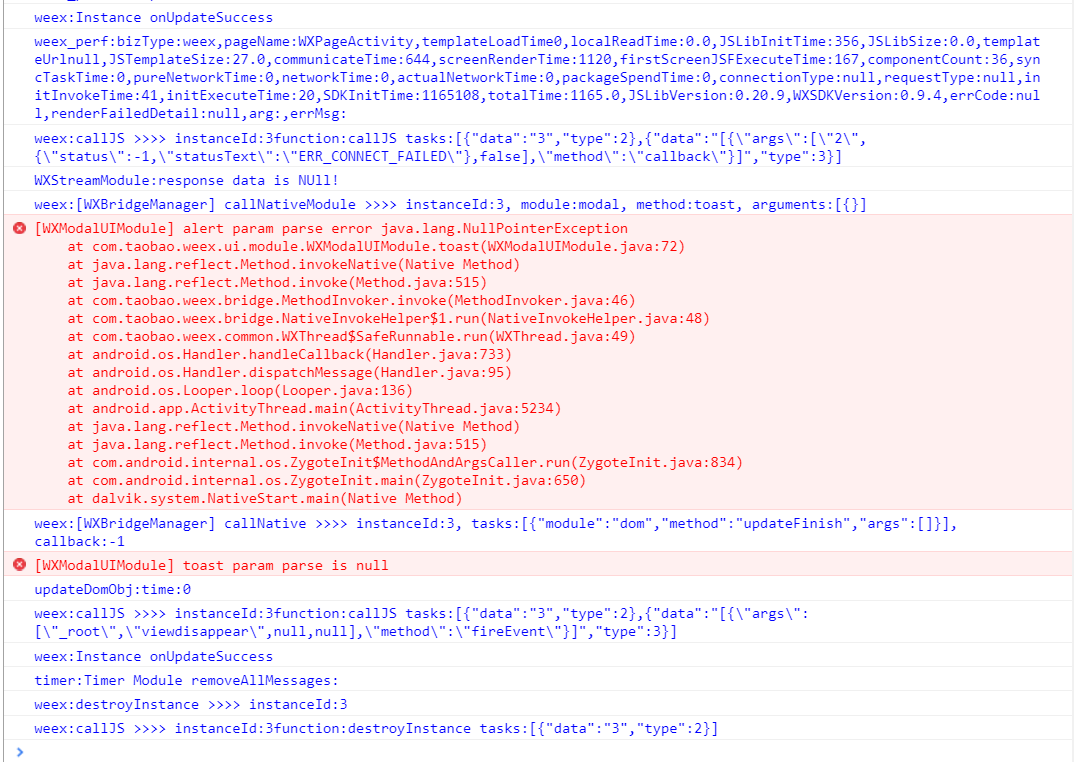 weex:Instance onUpdateSuccess
weex_perf:bizType:weex,pageName:WXPageActivity,templateLoadTime0,localReadTime:0.0,JSLibInitTime:356,JSLibSize:0.0,templat
eUrlnull,JSTemplateSize:27.0,communicateTime:644,screenRenderTime:1120,firstScreenJSFExecuteTime:167,componentCount:36,syn
cTaskTime:0,pureNetworkTime:0,networkTime:0,actualNetworkTime:0,packageSpendTime:0,connectionType:null,requestType:null,in
itInvokeTime:41,initExecuteTime:20,SDKInitTime:1165108,totalTime:1165.0,JSLibVersion:0.20.9,WXSDKVersion:0.9.4,errCode:nul
l,renderFailedDetail:null,arg:,errMsg:
weex:callJS >>>> instanceId:3function:callJS tasks:[{"data":"3","type":2},{"data":"[{\"args\":[\"2\",
{\"status\":-1,\"statusText\":\"ERR_CONNECT_FAILED\"},false],\"method\":\"callback\"}]","type":3}]
WXStreamModule:response data is NUll!
weex:[WXBridgeManager] callNativeModule >>>> instanceId:3, module:modal, method:toast, arguments:[{}]
[WXModalUIModule] alert param parse error java.lang.NullPointerException
at com.taobao.weex.ui.module.WXModalUIModule.toast(WXModalUIModule.java:72)
at java.lang.reflect.Method.invokeNative(Native Method)
at java.lang.reflect.Method.invoke(Method.java:515)
at com.taobao.weex.bridge.MethodInvoker.invoke(MethodInvoker.java:46)
at com.taobao.weex.bridge.NativeInvokeHelper$1.run(NativeInvokeHelper.java:48)
at com.taobao.weex.common.WXThread$SafeRunnable.run(WXThread.java:49)
at android.os.Handler.handleCallback(Handler.java:733)
at android.os.Handler.dispatchMessage(Handler.java:95)
at android.os.Looper.loop(Looper.java:136)
at android.app.ActivityThread.main(ActivityThread.java:5234)
at java.lang.reflect.Method.invokeNative(Native Method)
at java.lang.reflect.Method.invoke(Method.java:515)
at com.android.internal.os.ZygoteInit$MethodAndArgsCaller.run(ZygoteInit.java:834)
at com.android.internal.os.ZygoteInit.main(ZygoteInit.java:650)
at dalvik.system.NativeStart.main(Native Method)
weex:[WXBridgeManager] callNative >>>> instanceId:3, tasks:[{"module":"dom","method":"updateFinish","args":[]}],
callback:-1
[WXModalUIModule] toast param parse is null
updateDomObj:time:0
weex:callJS >>>> instanceId:3function:callJS tasks:[{"data":"3","type":2},{"data":"[{\"args\":
[\"_root\",\"viewdisappear\",null,null],\"method\":\"fireEvent\"}]","type":3}]
weex:Instance onUpdateSuccess
timer:Timer Module removeAllMessages:
weex:destroyInstance >>>> instanceId:3
weex:callJS >>>> instanceId:3function:destroyInstance tasks:[{"data":"3","type":2}]